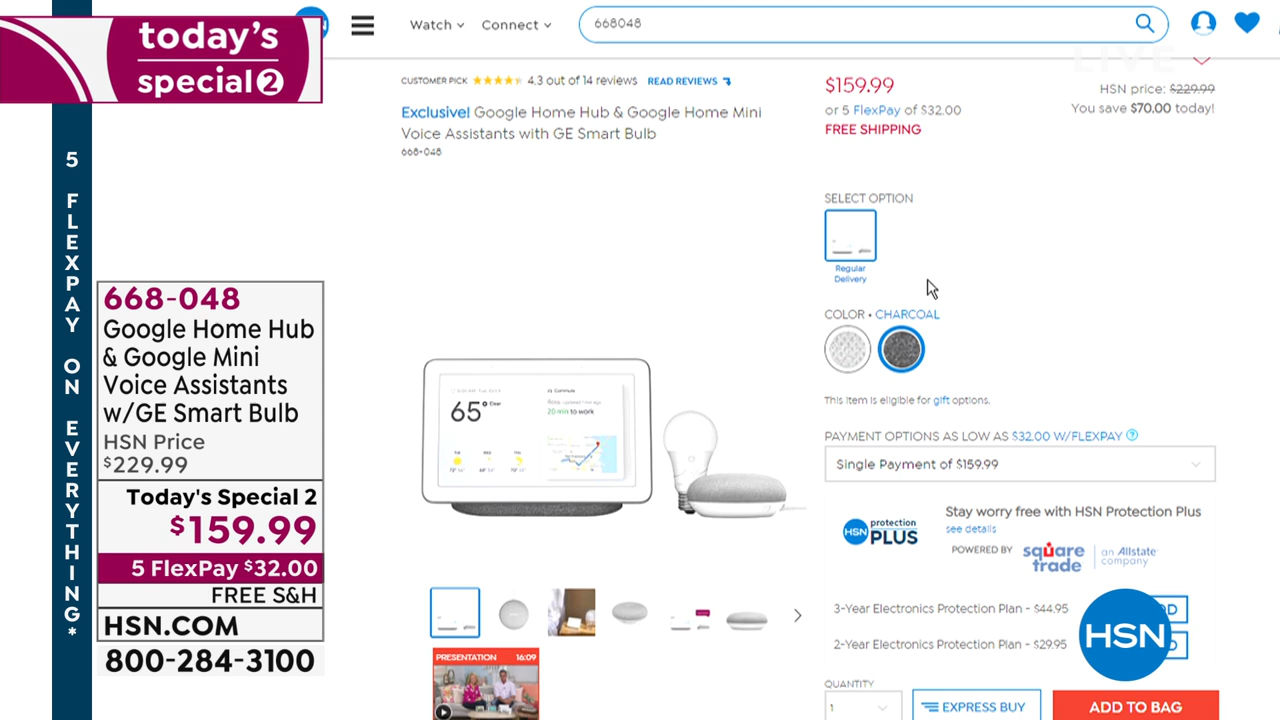 today's
special 2
5 FLEXPAY ON EVERYTHING*
668-048
Google Home Hub
& Google Mini
Voice Assistants
w/GE Smart Bulb
HSN Price
$229.99
Today's Special 2
$159.99
5 FlexPay $32.00
FREE S&H
HSN.COM
800-284-3100
Watch
Connect
668048
LIVE
CUSTOMER PICK
4.3 out of 14 reviews
READ REVIEWS
Exclusive! Google Home Hub & Google Home Mini
Voice Assistants with GE Smart Bulb
668-048
$159.99
or 5 FlexPay of $32.00
FREE SHIPPING
HSN price: $229.99
You save $70.00 today!
SELECT OPTION
Regular
Delivery
COLOR • CHARCOAL
This item is eligible for gift options.
PAYMENT OPTIONS AS LOW AS $32.00 W/FLEXPAY ?
Single Payment of $159.99
HSN protection
PLUS
Stay worry free with HSN Protection Plus
see details
POWERED BY
square
trade
an Allstate
company
3-Year Electronics Protection Plan - $44.95
2-Year Electronics Protection Plan - $29.95
HSN
QUANTITY
1
EXPRESS BUY
ADD TO BAG
65° Clear
Commute
20 min to work
PRESENTATION 16:09